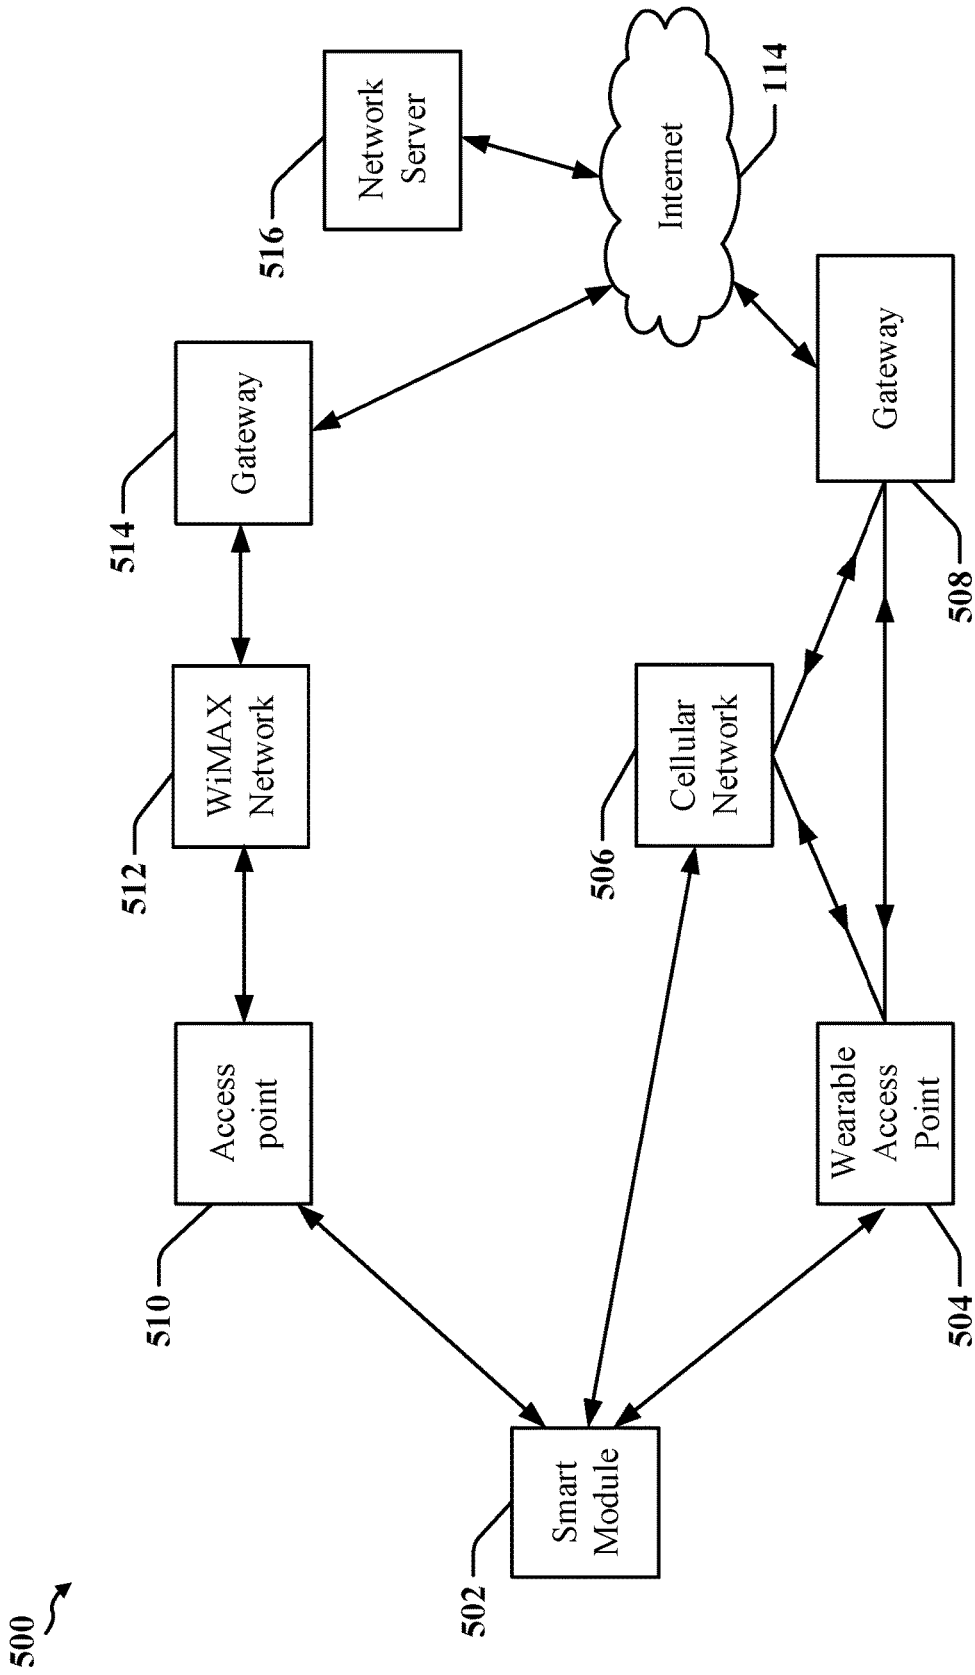 500
502
Smart
Module
510
Access
point
512
WiMAX
Network
514
Gateway
516
Network
Server
Internet
114
506
Cellular
Network
504
Wearable
Access
Point
508
Gateway